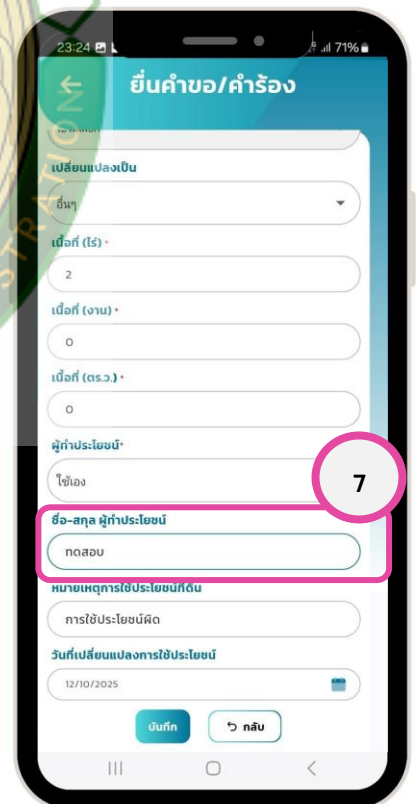 23:24
71%
ยื่นคำขอ/คำร้อง
เปลี่ยนแปลงเป็น
อื่นๆ
เนื้อที่ (ไร่) *
2
เนื้อที่ (งาน) *
0
เนื้อที่ (ตร.ว.) *
0
ผู้ทำประโยชน์*
ใช้เอง
7
ชื่อ-สกุล ผู้ทำประโยชน์
ทดสอบ
หมายเหตุการใช้ประโยชน์ที่ดิน
การใช้ประโยชน์ผิด
วันที่เปลี่ยนแปลงการใช้ประโยชน์
12/10/2025
บันทึก
กลับ